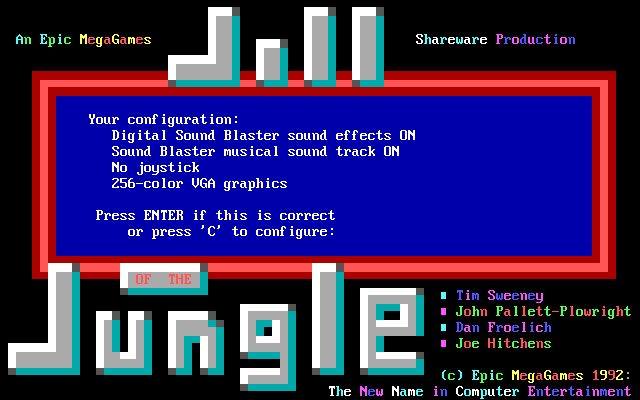 An Epic MegaGames
Shareware Production
Jill
Your configuration:
Digital Sound Blaster sound effects ON
Sound Blaster musical sound track ON
No joystick
256-color VGA graphics
Press ENTER if this is correct
or press 'C' to configure:
OF THE
Jungle
Tim Sweeney
John Pallett-Plowright
Dan Froelich
Joe Hitchens
(c) Epic MegaGames 1992:
The New Name in Computer Entertainment